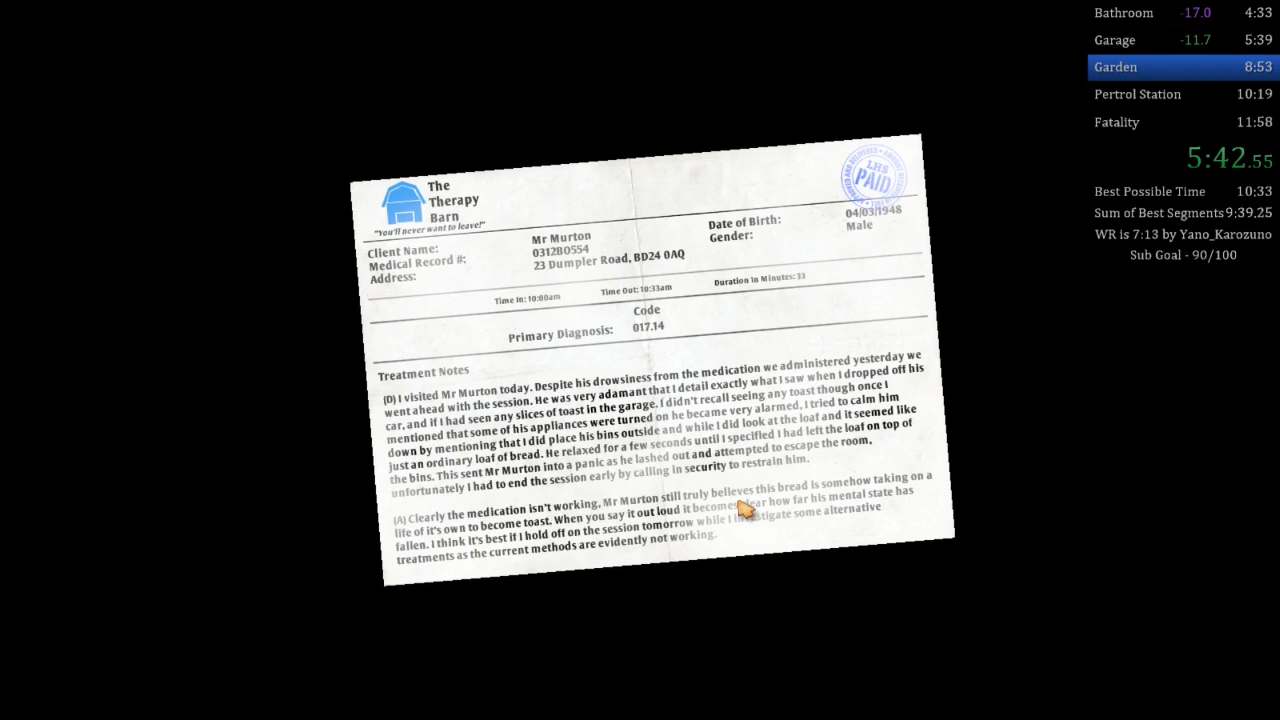 Bathroom -17.0 4:33
Garage -11.7 5:39
Garden 8:53
Pertrol Station 10:19
Fatality 11:58
5:42.55
Best Possible Time 10:33
Sum of Best Segments 9:39.25
WR is 7:13 by Yano_Karozuno
Sub Goal - 90/100
The
Therapy
Barn
"You'll never want to leave!"
LHS
PAID
Client Name: Mr Murton
Medical Record #: 0312B0554
Address: 23 Dumpler Road, BD24 0AQ
Date of Birth: 04/03/1948
Gender: Male
Time In: 10:00am Time Out: 10:33am Duration In Minutes: 33
Code
Primary Diagnosis: 017.14
Treatment Notes
(D) I visited Mr Murton today. Despite his drowsiness from the medication we administered yesterday we
went ahead with the session. He was very adamant that I detail exactly what I saw when I dropped off his
car, and if I had seen any slices of toast in the garage. I didn't recall seeing any toast though once I
mentioned that some of his appliances were turned on he became very alarmed, I tried to calm him
down by mentioning that I did place his bins outside and while I did look at the loaf and it seemed like
just an ordinary loaf of bread. He relaxed for a few seconds until I specified I had left the loaf on top of
the bins. This sent Mr Murton into a panic as he lashed out and attempted to escape the room,
unfortunately I had to end the session early by calling in security to restrain him.
(A) Clearly the medication isn't working, Mr Murton still truly believes this bread is somehow taking on a
life of it's own to become toast. When you say it out loud it becomes how far his mental state has
fallen. I think it's best if I hold off on the session tomorrow while I some alternative
treatments as the current methods are evidently not working.